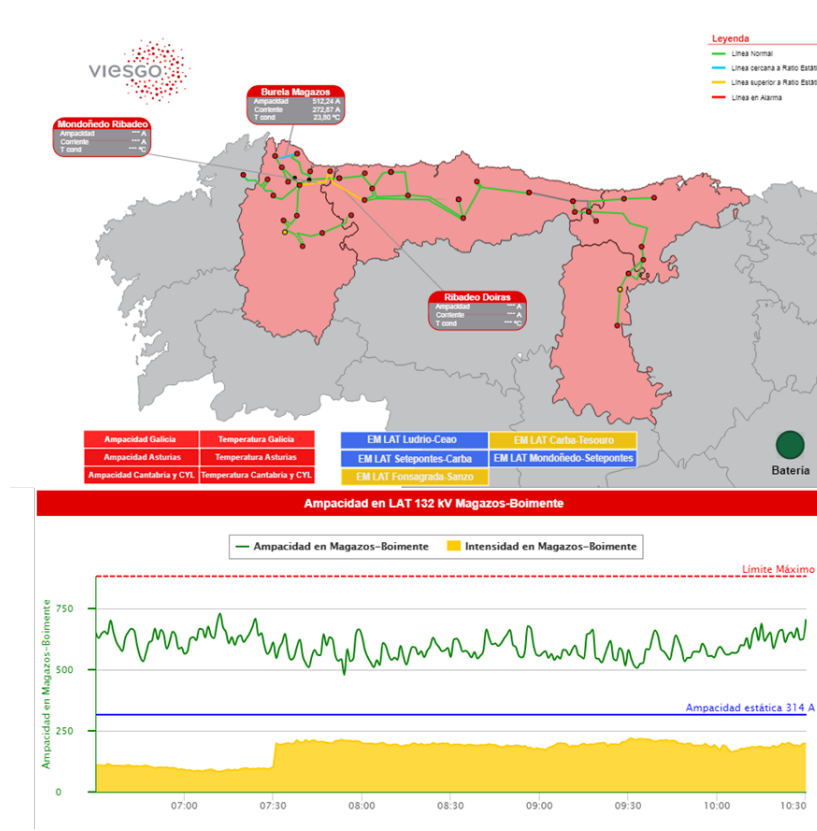 Leyenda
Línea Normal
Línea cercana a Ratio Estáti
Línea superior a Ratio Estáti
Línea en Alarma
viesgo
Burela Magazos
Ampacidad 512,24 A
Corriente 272,87 A
T cond 23,80 ºC
Mondoñedo Ribadeo
Ampacidad --- A
Corriente --- A
T cond --- ºC
Ribadeo Doiras
Ampacidad --- A
Corriente --- A
T cond --- ºC
Ampacidad Galicia Temperatura Galicia
Ampacidad Asturias Temperatura Asturias
Ampacidad Cantabria y CYL Temperatura Cantabria y CYL
EM LAT Ludrio-Ceao EM LAT Carba-Tesouro
EM LAT Setepontes-Carba EM LAT Mondoñedo-Setepontes
EM LAT Fonsagrada-Sanzo
Batería
Ampacidad en LAT 132 kV Magazos-Boimente
Ampacidad en Magazos-Boimente Intensidad en Magazos-Boimente
Límite Máximo
Ampacidad en Magazos-Boimente
750
500
Ampacidad estática 314 A
250
0
07:00 07:30 08:00 08:30 09:00 09:30 10:00 10:30